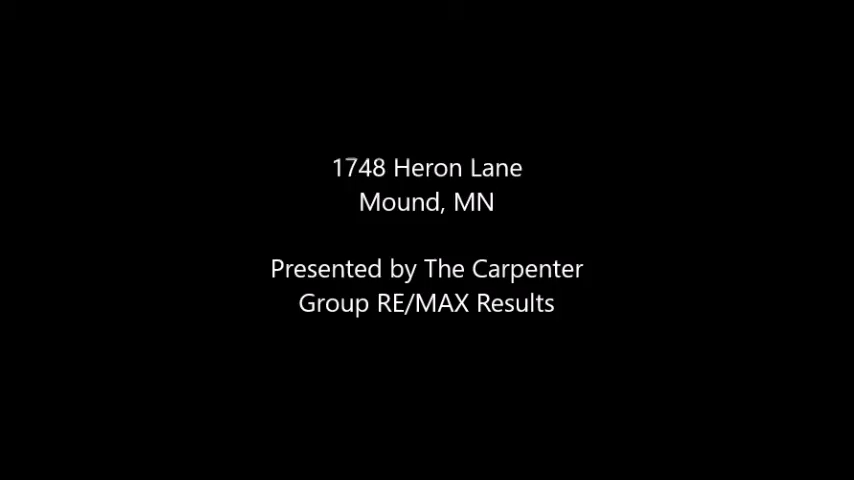 1748 Heron Lane
Mound, MN
Presented by The Carpenter
Group RE/MAX Results